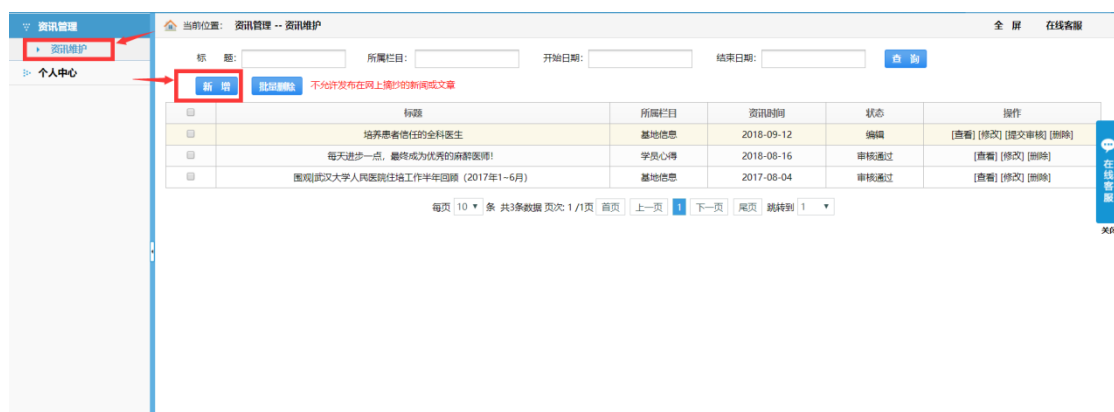 资讯管理
资讯维护
个人中心
当前位置: 资讯管理 -- 资讯维护
全 屏 在线客服
标 题: 所属栏目: 开始日期: 结束日期: 查 询
新 增 批量删除 不允许发布在网上摘抄的新闻或文章
标题 所属栏目 资讯时间 状态 操作
培养患者信任的全科医生 基地信息 2018-09-12 编辑 [查看] [修改] [提交审核] [删除]
每天进步一点，最终成为优秀的麻醉医师! 学员心得 2018-08-16 审核通过 [查看] [修改] [删除]
围观|武汉大学人民医院住培工作半年回顾（2017年1~6月） 基地信息 2017-08-04 审核通过 [查看] [修改] [删除]
每页 10 条 共3条数据 页次: 1 /1页 首页 上一页 1 下一页 尾页 跳转到 1
在线客服
关闭